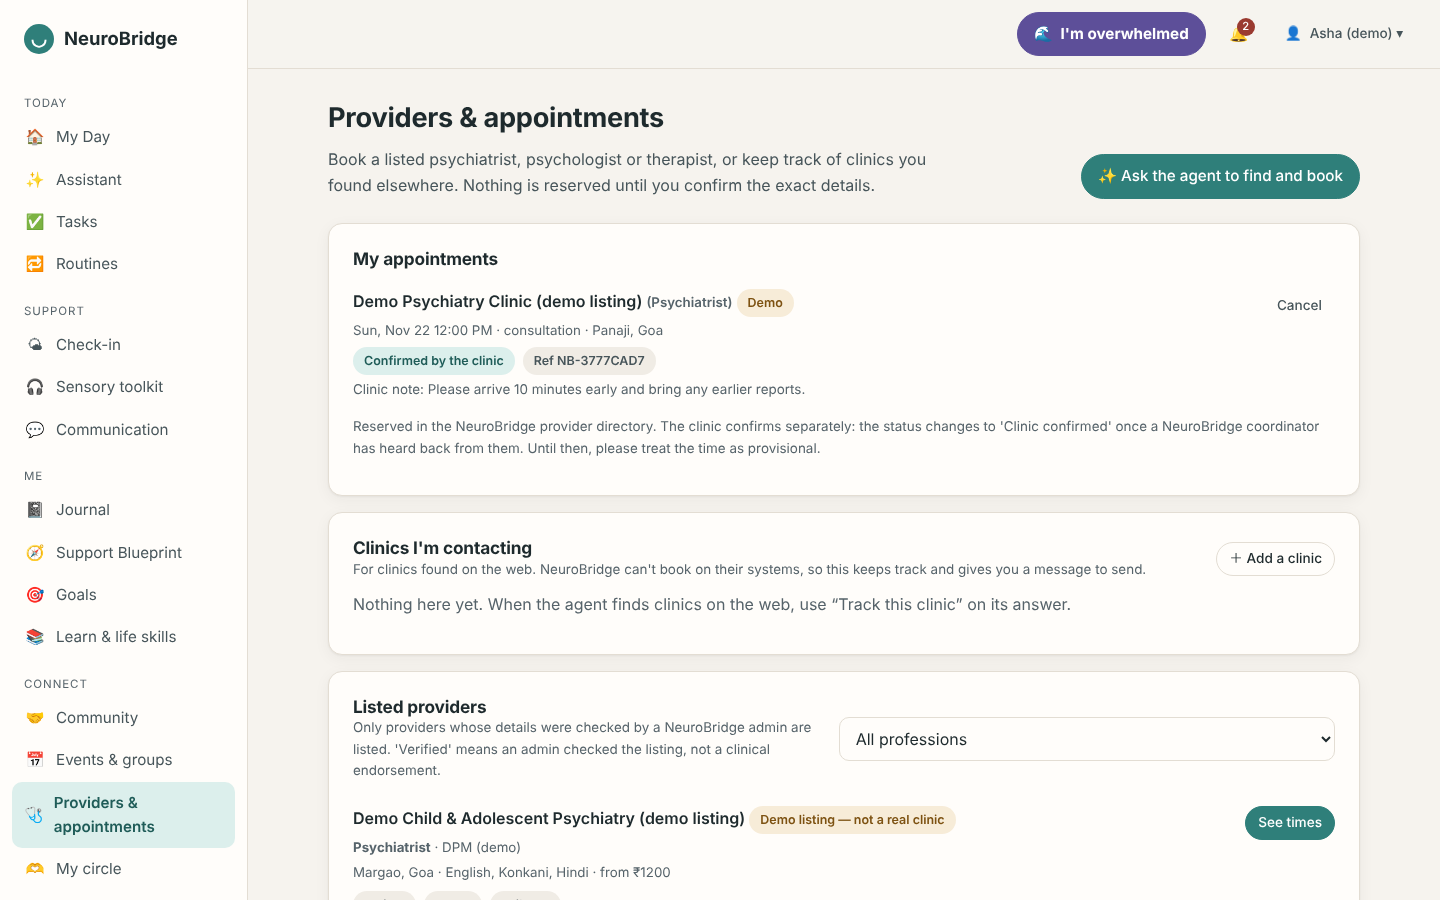 NeuroBridge
I'm overwhelmed
2
Asha (demo) ▾
TODAY
My Day
Assistant
Tasks
Routines
SUPPORT
Check-in
Sensory toolkit
Communication
ME
Journal
Support Blueprint
Goals
Learn & life skills
CONNECT
Community
Events & groups
Providers &
appointments
My circle
Providers & appointments
Book a listed psychiatrist, psychologist or therapist, or keep track of clinics you
found elsewhere. Nothing is reserved until you confirm the exact details.
✨ Ask the agent to find and book
My appointments
Demo Psychiatry Clinic (demo listing) (Psychiatrist) Demo
Cancel
Sun, Nov 22 12:00 PM · consultation · Panaji, Goa
Confirmed by the clinic Ref NB-3777CAD7
Clinic note: Please arrive 10 minutes early and bring any earlier reports.
Reserved in the NeuroBridge provider directory. The clinic confirms separately: the status changes to 'Clinic confirmed' once a NeuroBridge coordinator
has heard back from them. Until then, please treat the time as provisional.
Clinics I'm contacting
For clinics found on the web. NeuroBridge can't book on their systems, so this keeps track and gives you a message to send.
+ Add a clinic
Nothing here yet. When the agent finds clinics on the web, use “Track this clinic” on its answer.
Listed providers
Only providers whose details were checked by a NeuroBridge admin are
listed. 'Verified' means an admin checked the listing, not a clinical
endorsement.
All professions
Demo Child & Adolescent Psychiatry (demo listing) Demo listing — not a real clinic
See times
Psychiatrist · DPM (demo)
Margao, Goa · English, Konkani, Hindi · from ₹1200